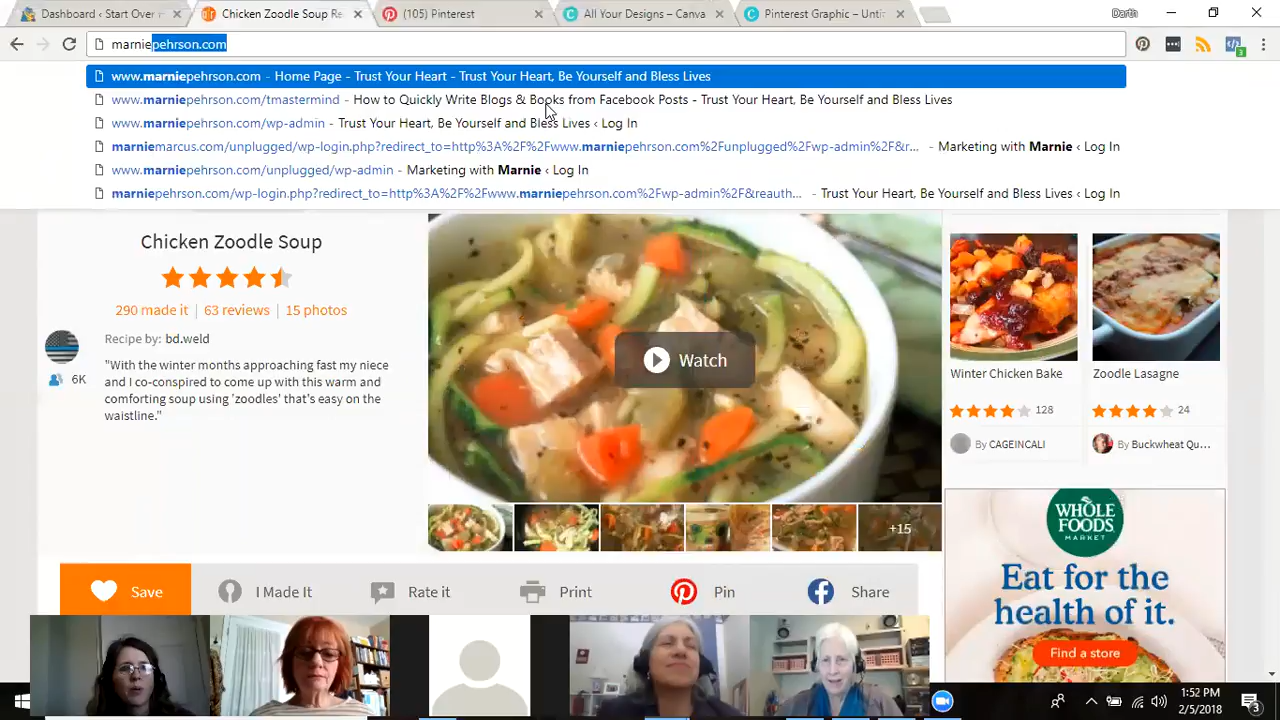 Dashboard ‹ Start Over
Chicken Zoodle Soup Re
(105) Pinterest
All Your Designs – Canva
Pinterest Graphic – Unti
Darth
marniepehrson.com
3
www.marniepehrson.com - Home Page - Trust Your Heart - Trust Your Heart, Be Yourself and Bless Lives
www.marniepehrson.com/tmastermind - How to Quickly Write Blogs & Books from Facebook Posts - Trust Your Heart, Be Yourself and Bless Lives
www.marniepehrson.com/wp-admin - Trust Your Heart, Be Yourself and Bless Lives ‹ Log In
marniemarcus.com/unplugged/wp-login.php?redirect_to=http%3A%2F%2Fwww.marniepehrson.com%2Funplugged%2Fwp-admin%2F&r... - Marketing with Marnie ‹ Log In
www.marniepehrson.com/unplugged/wp-admin - Marketing with Marnie ‹ Log In
marniepehrson.com/wp-login.php?redirect_to=http%3A%2F%2Fwww.marniepehrson.com%2Fwp-admin%2F&reauth... - Trust Your Heart, Be Yourself and Bless Lives ‹ Log In
Chicken Zoodle Soup
290 made it | 63 reviews | 15 photos
Recipe by: bd.weld
6K
"With the winter months approaching fast my niece
and I co-conspired to come up with this warm and
comforting soup using 'zoodles' that's easy on the
waistline."
Watch
+15
Winter Chicken Bake
128
By CAGEINCALI
Zoodle Lasagne
24
By Buckwheat Qu...
WHOLE
FOODS
MARKET
Eat for the
health of it.
Find a store
Save
I Made It
Rate it
Print
Pin
Share
1:52 PM
2/5/2018
3